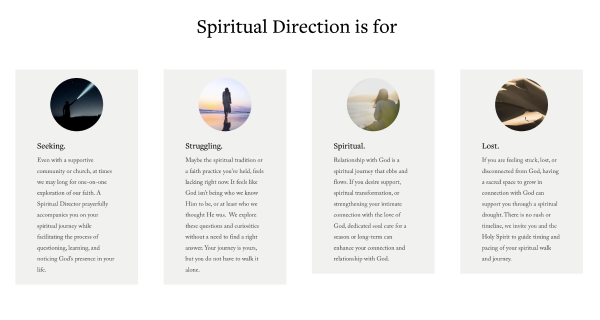 Spiritual Direction is for
Seeking.
Even with a supportive
community or church, at times
we may long for one-on-one
exploration of our faith. A
Spiritual Director prayerfully
accompanies you on your
spiritual journey while
facilitating the process of
questioning, learning, and
noticing God's presence in your
life.
Struggling.
Maybe the spiritual tradition or
a faith practice you've held, feels
lacking right now. It feels like
God isn't being who we know
Him to be, or at least who we
thought He was. We explore
these questions and curiosities
without a need to find a right
answer. Your journey is yours,
but you do not have to walk it
alone.
Spiritual.
Relationship with God is a
spiritual journey that ebbs and
flows. If you desire support,
spiritual transformation, or
strengthening your intimate
connection with the love of
God, dedicated soul care for a
season or long-term can
enhance your connection and
relationship with God.
Lost.
If you are feeling stuck, lost, or
disconnected from God, having
a sacred space to grow in
connection with God can
support you through a spiritual
drought. There is no rush or
timeline, we invite you and the
Holy Spirit to guide timing and
pacing of your spiritual walk
and journey.